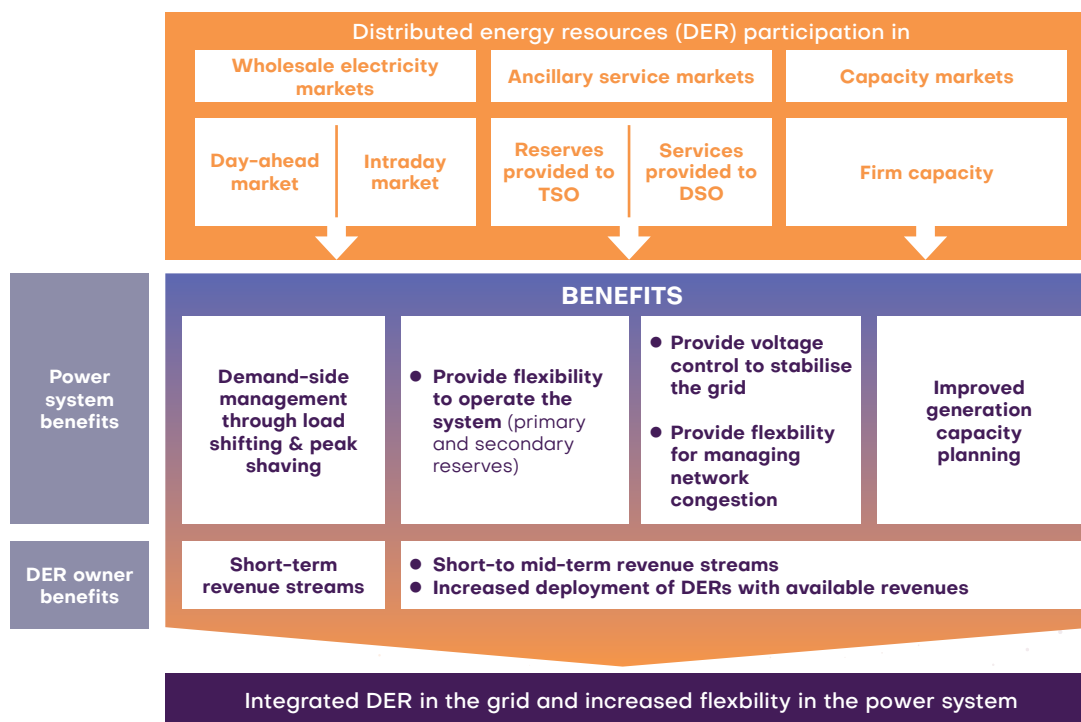 Distributed energy resources (DER) participation in
Wholesale electricity
markets
Ancillary service markets
Capacity markets
Day-ahead
market
Intraday
market
Reserves
provided to
TSO
Services
provided to
DSO
Firm capacity
BENEFITS
Power
system
benefits
Demand-side
management
through load
shifting & peak
shaving
● Provide flexibility
to operate the
system (primary
and secondary
reserves)
● Provide voltage
control to stabilise
the grid
● Provide flexbility
for managing
network
congestion
Improved
generation
capacity
planning
DER owner
benefits
Short-term
revenue streams
● Short-to mid-term revenue streams
● Increased deployment of DERs with available revenues
Integrated DER in the grid and increased flexbility in the power system